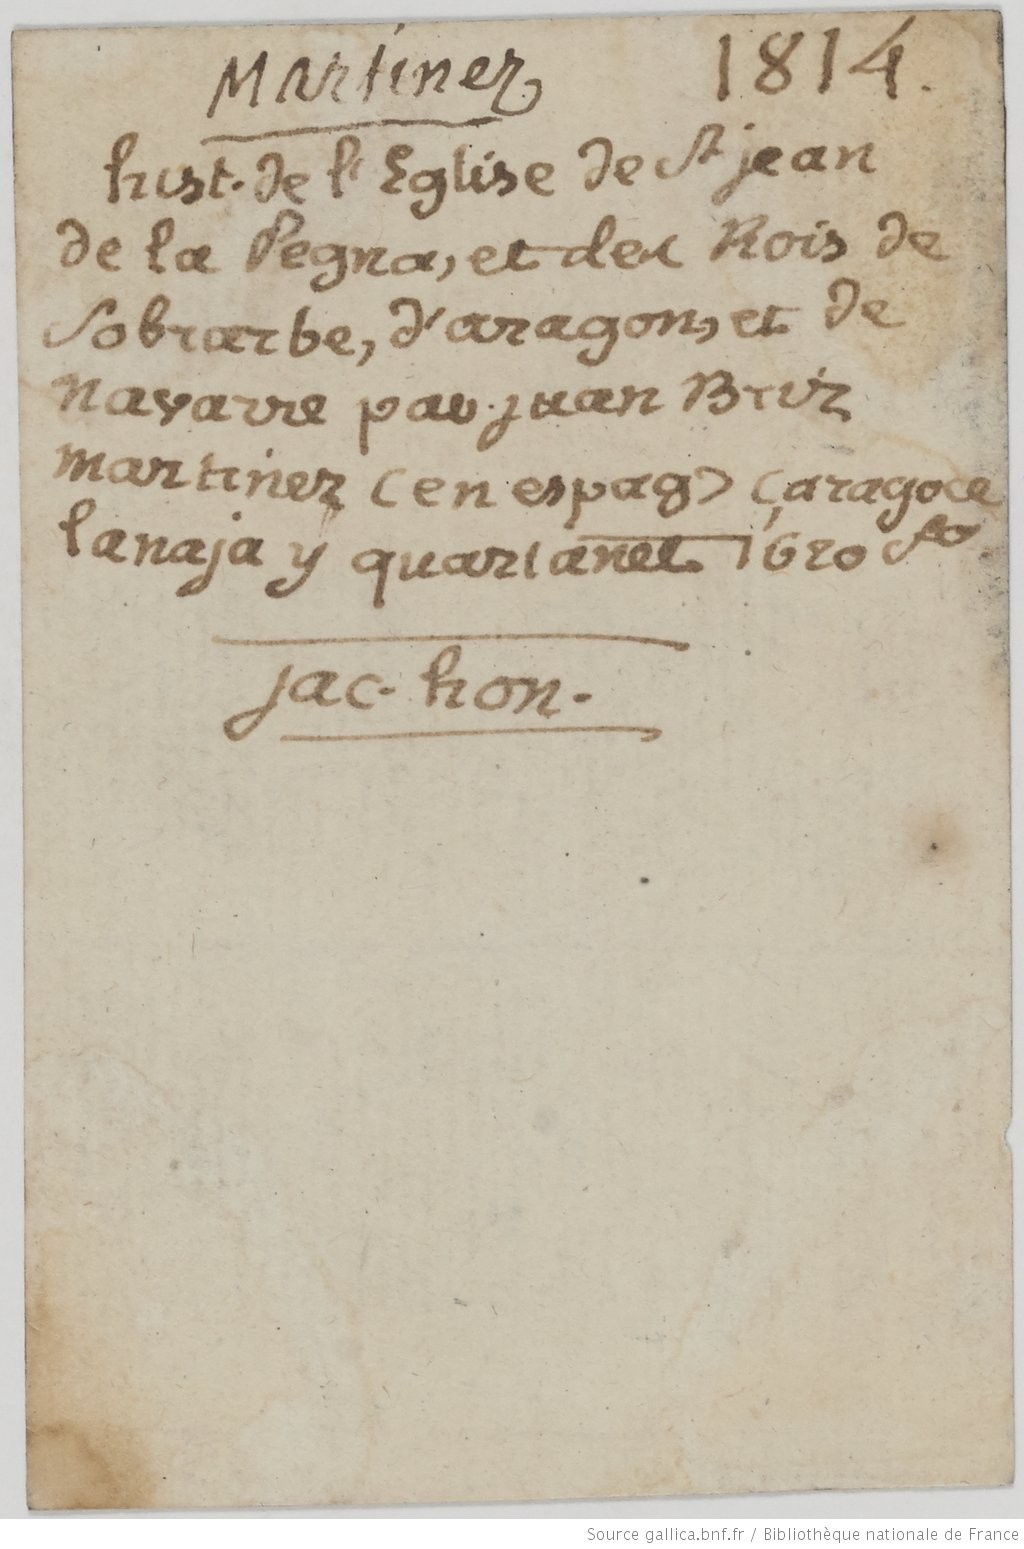 Martinez 1814.
hist. de l'Eglise de St jean
de la Pegna, et des Rois de
Sobrarbe, d'aragon, et de
navarre par juan Briz
martinez (en espag) çaragoce
lanaja y quartanet 1620 fo
jac. hon.
Source gallica.bnf.fr / Bibliothèque nationale de France